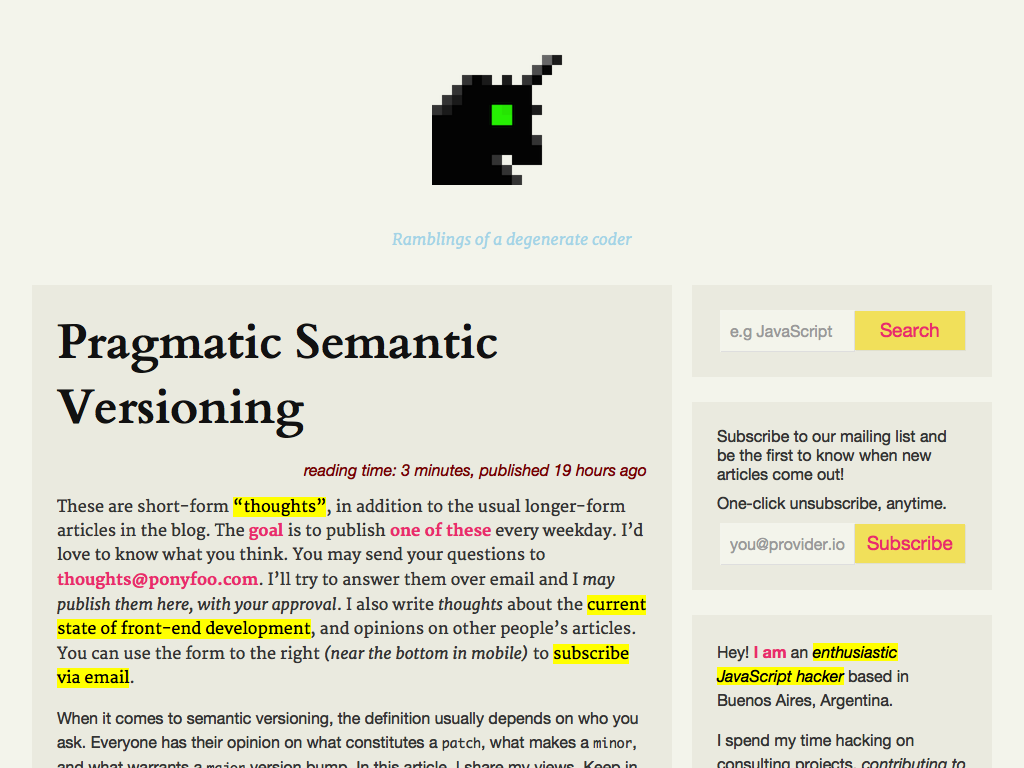 Ramblings of a degenerate coder
Pragmatic Semantic
Versioning
reading time: 3 minutes, published 19 hours ago
These are short-form “thoughts”, in addition to the usual longer-form
articles in the blog. The goal is to publish one of these every weekday. I’d
love to know what you think. You may send your questions to
thoughts@ponyfoo.com. I’ll try to answer them over email and I may
publish them here, with your approval. I also write thoughts about the current
state of front-end development, and opinions on other people’s articles.
You can use the form to the right (near the bottom in mobile) to subscribe
via email.
When it comes to semantic versioning, the definition usually depends on who you
ask. Everyone has their opinion on what constitutes a patch, what makes a minor,
and what warrants a major version bump. In this article, I share my views. Keep in
e.g JavaScript
Search
Subscribe to our mailing list and
be the first to know when new
articles come out!
One-click unsubscribe, anytime.
you@provider.io
Subscribe
Hey! I am an enthusiastic
JavaScript hacker based in
Buenos Aires, Argentina.
I spend my time hacking on
consulting projects, contributing to